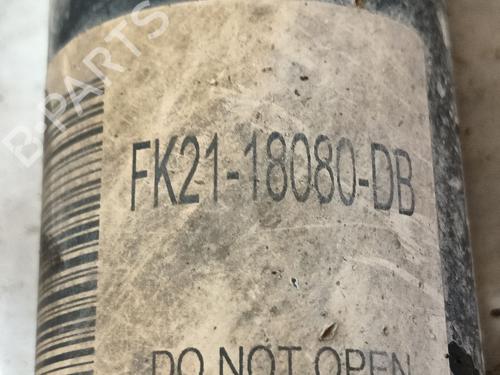 B-PARTS
FK21-18080-DB
DO NOT OPEN